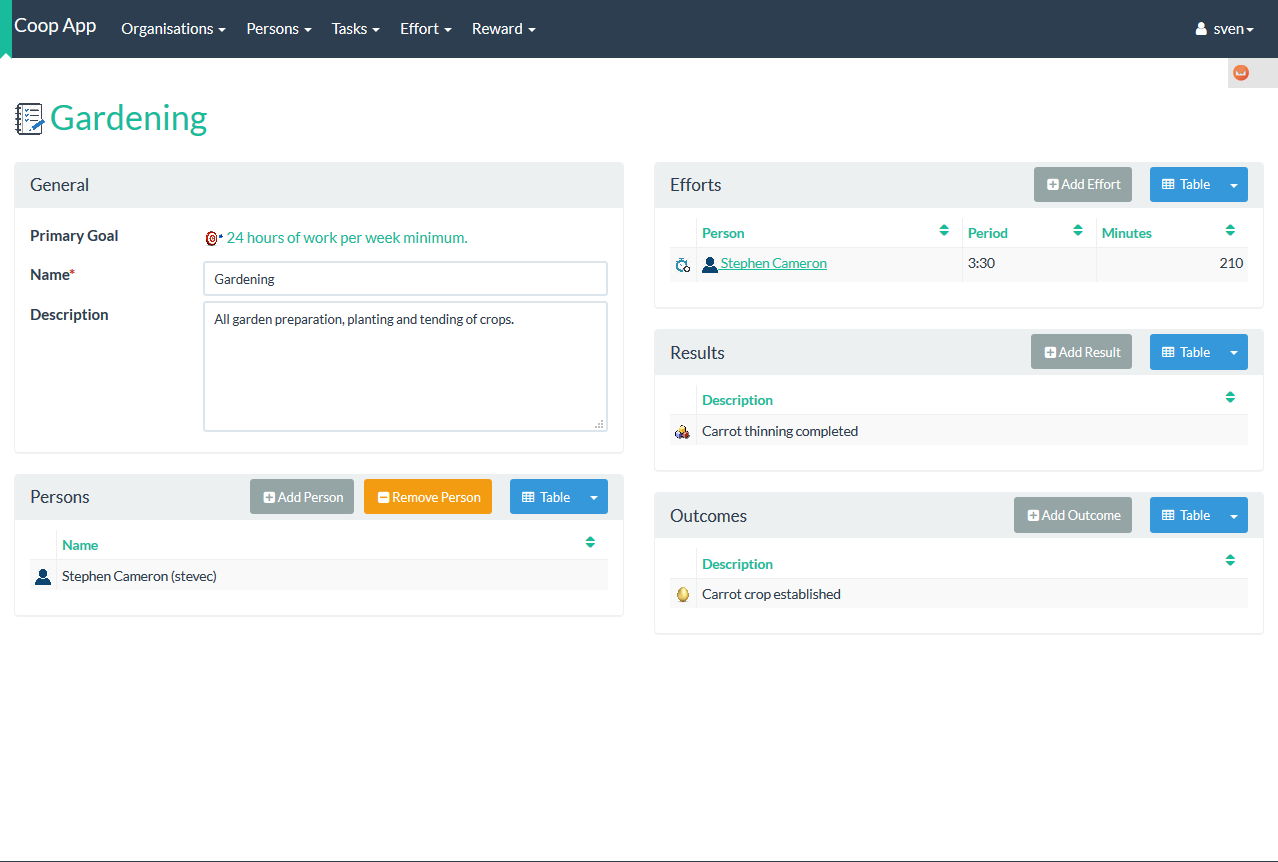 Coop App Organisations Persons Tasks Effort Reward sven
Gardening
General
Primary Goal 24 hours of work per week minimum.
Name* Gardening
Description All garden preparation, planting and tending of crops.
Persons Add Person Remove Person Table
Name
Stephen Cameron (stevec)
Efforts Add Effort Table
Person Period Minutes
Stephen Cameron 3:30 210
Results Add Result Table
Description
Carrot thinning completed
Outcomes Add Outcome Table
Description
Carrot crop established